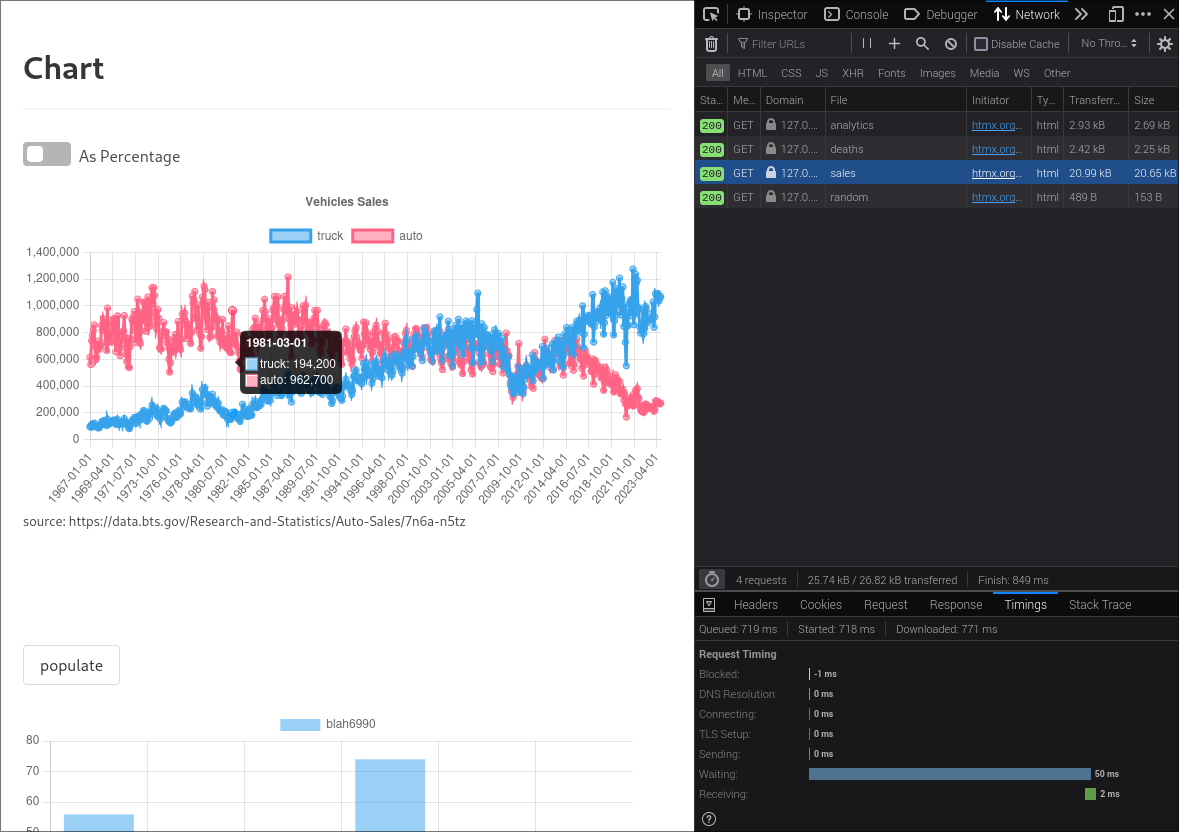 Chart
As Percentage
Vehicles Sales
truck auto
1,400,000
1,200,000
1,000,000
800,000
600,000
400,000
200,000
0
1981-03-01
truck: 194,200
auto: 962,700
1967-01-01 1969-04-01 1971-07-01 1973-10-01 1976-01-01 1978-04-01 1980-07-01 1982-10-01 1985-01-01 1987-04-01 1989-07-01 1991-10-01 1994-01-01 1996-04-01 1998-07-01 2000-10-01 2003-01-01 2005-04-01 2007-07-01 2009-10-01 2012-01-01 2014-04-01 2016-07-01 2018-10-01 2021-01-01 2023-04-01
source: https://data.bts.gov/Research-and-Statistics/Auto-Sales/7n6a-n5tz
populate
blah6990
80
70
60
50
Inspector Console Debugger Network
Filter URLs Disable Cache No Thro...
All HTML CSS JS XHR Fonts Images Media WS Other
Sta... Me... Domain File Initiator Ty... Transferr... Size
200 GET 127.0.... analytics htmx.org... html 2.93 kB 2.69 kB
200 GET 127.0.... deaths htmx.org... html 2.42 kB 2.25 kB
200 GET 127.0.... sales htmx.org... html 20.99 kB 20.65 kB
200 GET 127.0.... random htmx.org... html 489 B 153 B
4 requests 25.74 kB / 26.82 kB transferred Finish: 849 ms
Headers Cookies Request Response Timings Stack Trace
Queued: 719 ms Started: 718 ms Downloaded: 771 ms
Request Timing
Blocked: -1 ms
DNS Resolution: 0 ms
Connecting: 0 ms
TLS Setup: 0 ms
Sending: 0 ms
Waiting: 50 ms
Receiving: 2 ms